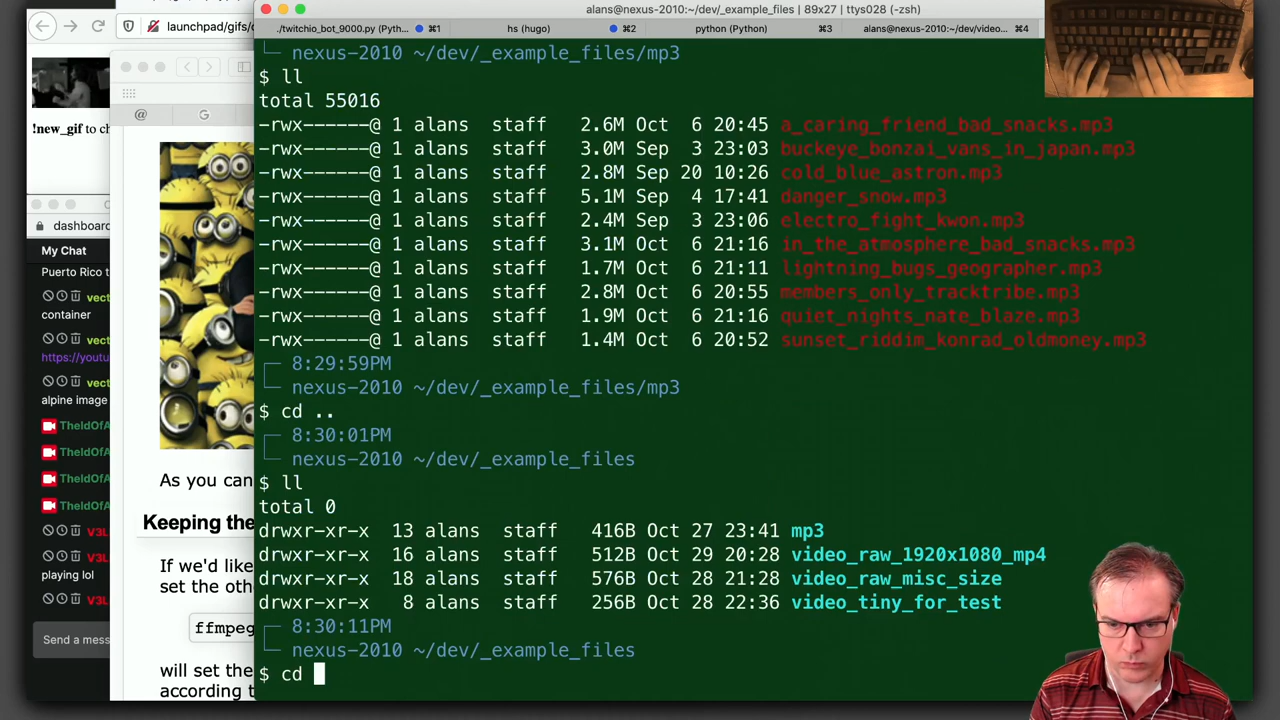 alans@nexus-2010:~/dev/_example_files | 89x27 | ttys028 (-zsh)
./twitchio_bot_9000.py (Pyth... ⌘1
hs (hugo) ⌘2
python (Python) ⌘3
alans@nexus-2010:~/dev/video... ⌘4
launchpad/gifs/
!new_gif to ch
dashboard
My Chat
Puerto Rico t
vect
container
vect
https://youtu
vect
alpine image
TheIdOfA
TheIdOfA
TheIdOfA
TheIdOfA
V3L
V3L
playing lol
V3L
Send a mess
As you can
Keeping the
If we'd like
set the oth
ffmpeg
will set the
according t
nexus-2010 ~/dev/_example_files/mp3
$ ll
total 55016
-rwx------@ 1 alans staff 2.6M Oct 6 20:45 a_caring_friend_bad_snacks.mp3
-rwx------@ 1 alans staff 3.0M Sep 3 23:03 buckeye_bonzai_vans_in_japan.mp3
-rwx------@ 1 alans staff 2.8M Sep 20 10:26 cold_blue_astron.mp3
-rwx------@ 1 alans staff 5.1M Sep 4 17:41 danger_snow.mp3
-rwx------@ 1 alans staff 2.4M Sep 3 23:06 electro_fight_kwon.mp3
-rwx------@ 1 alans staff 3.1M Oct 6 21:16 in_the_atmosphere_bad_snacks.mp3
-rwx------@ 1 alans staff 1.7M Oct 6 21:11 lightning_bugs_geographer.mp3
-rwx------@ 1 alans staff 2.8M Oct 6 20:55 members_only_tracktribe.mp3
-rwx------@ 1 alans staff 1.9M Oct 6 21:16 quiet_nights_nate_blaze.mp3
-rwx------@ 1 alans staff 1.4M Oct 6 20:52 sunset_riddim_konrad_oldmoney.mp3
8:29:59PM
nexus-2010 ~/dev/_example_files/mp3
$ cd ..
8:30:01PM
nexus-2010 ~/dev/_example_files
$ ll
total 0
drwxr-xr-x 13 alans staff 416B Oct 27 23:41 mp3
drwxr-xr-x 16 alans staff 512B Oct 29 20:28 video_raw_1920x1080_mp4
drwxr-xr-x 18 alans staff 576B Oct 28 21:28 video_raw_misc_size
drwxr-xr-x 8 alans staff 256B Oct 28 22:36 video_tiny_for_test
8:30:11PM
nexus-2010 ~/dev/_example_files
$ cd